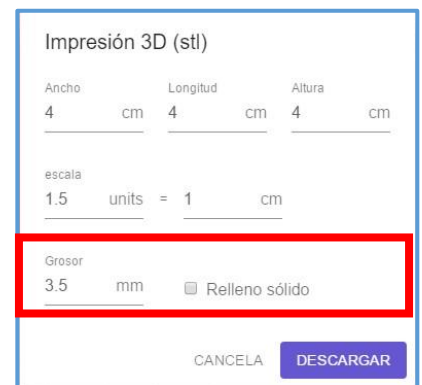 Impresión 3D (stl)
Ancho Longitud Altura
4 cm 4 cm 4 cm
escala
1.5 units = 1 cm
Grosor
3.5 mm Relleno sólido
CANCELA DESCARGAR